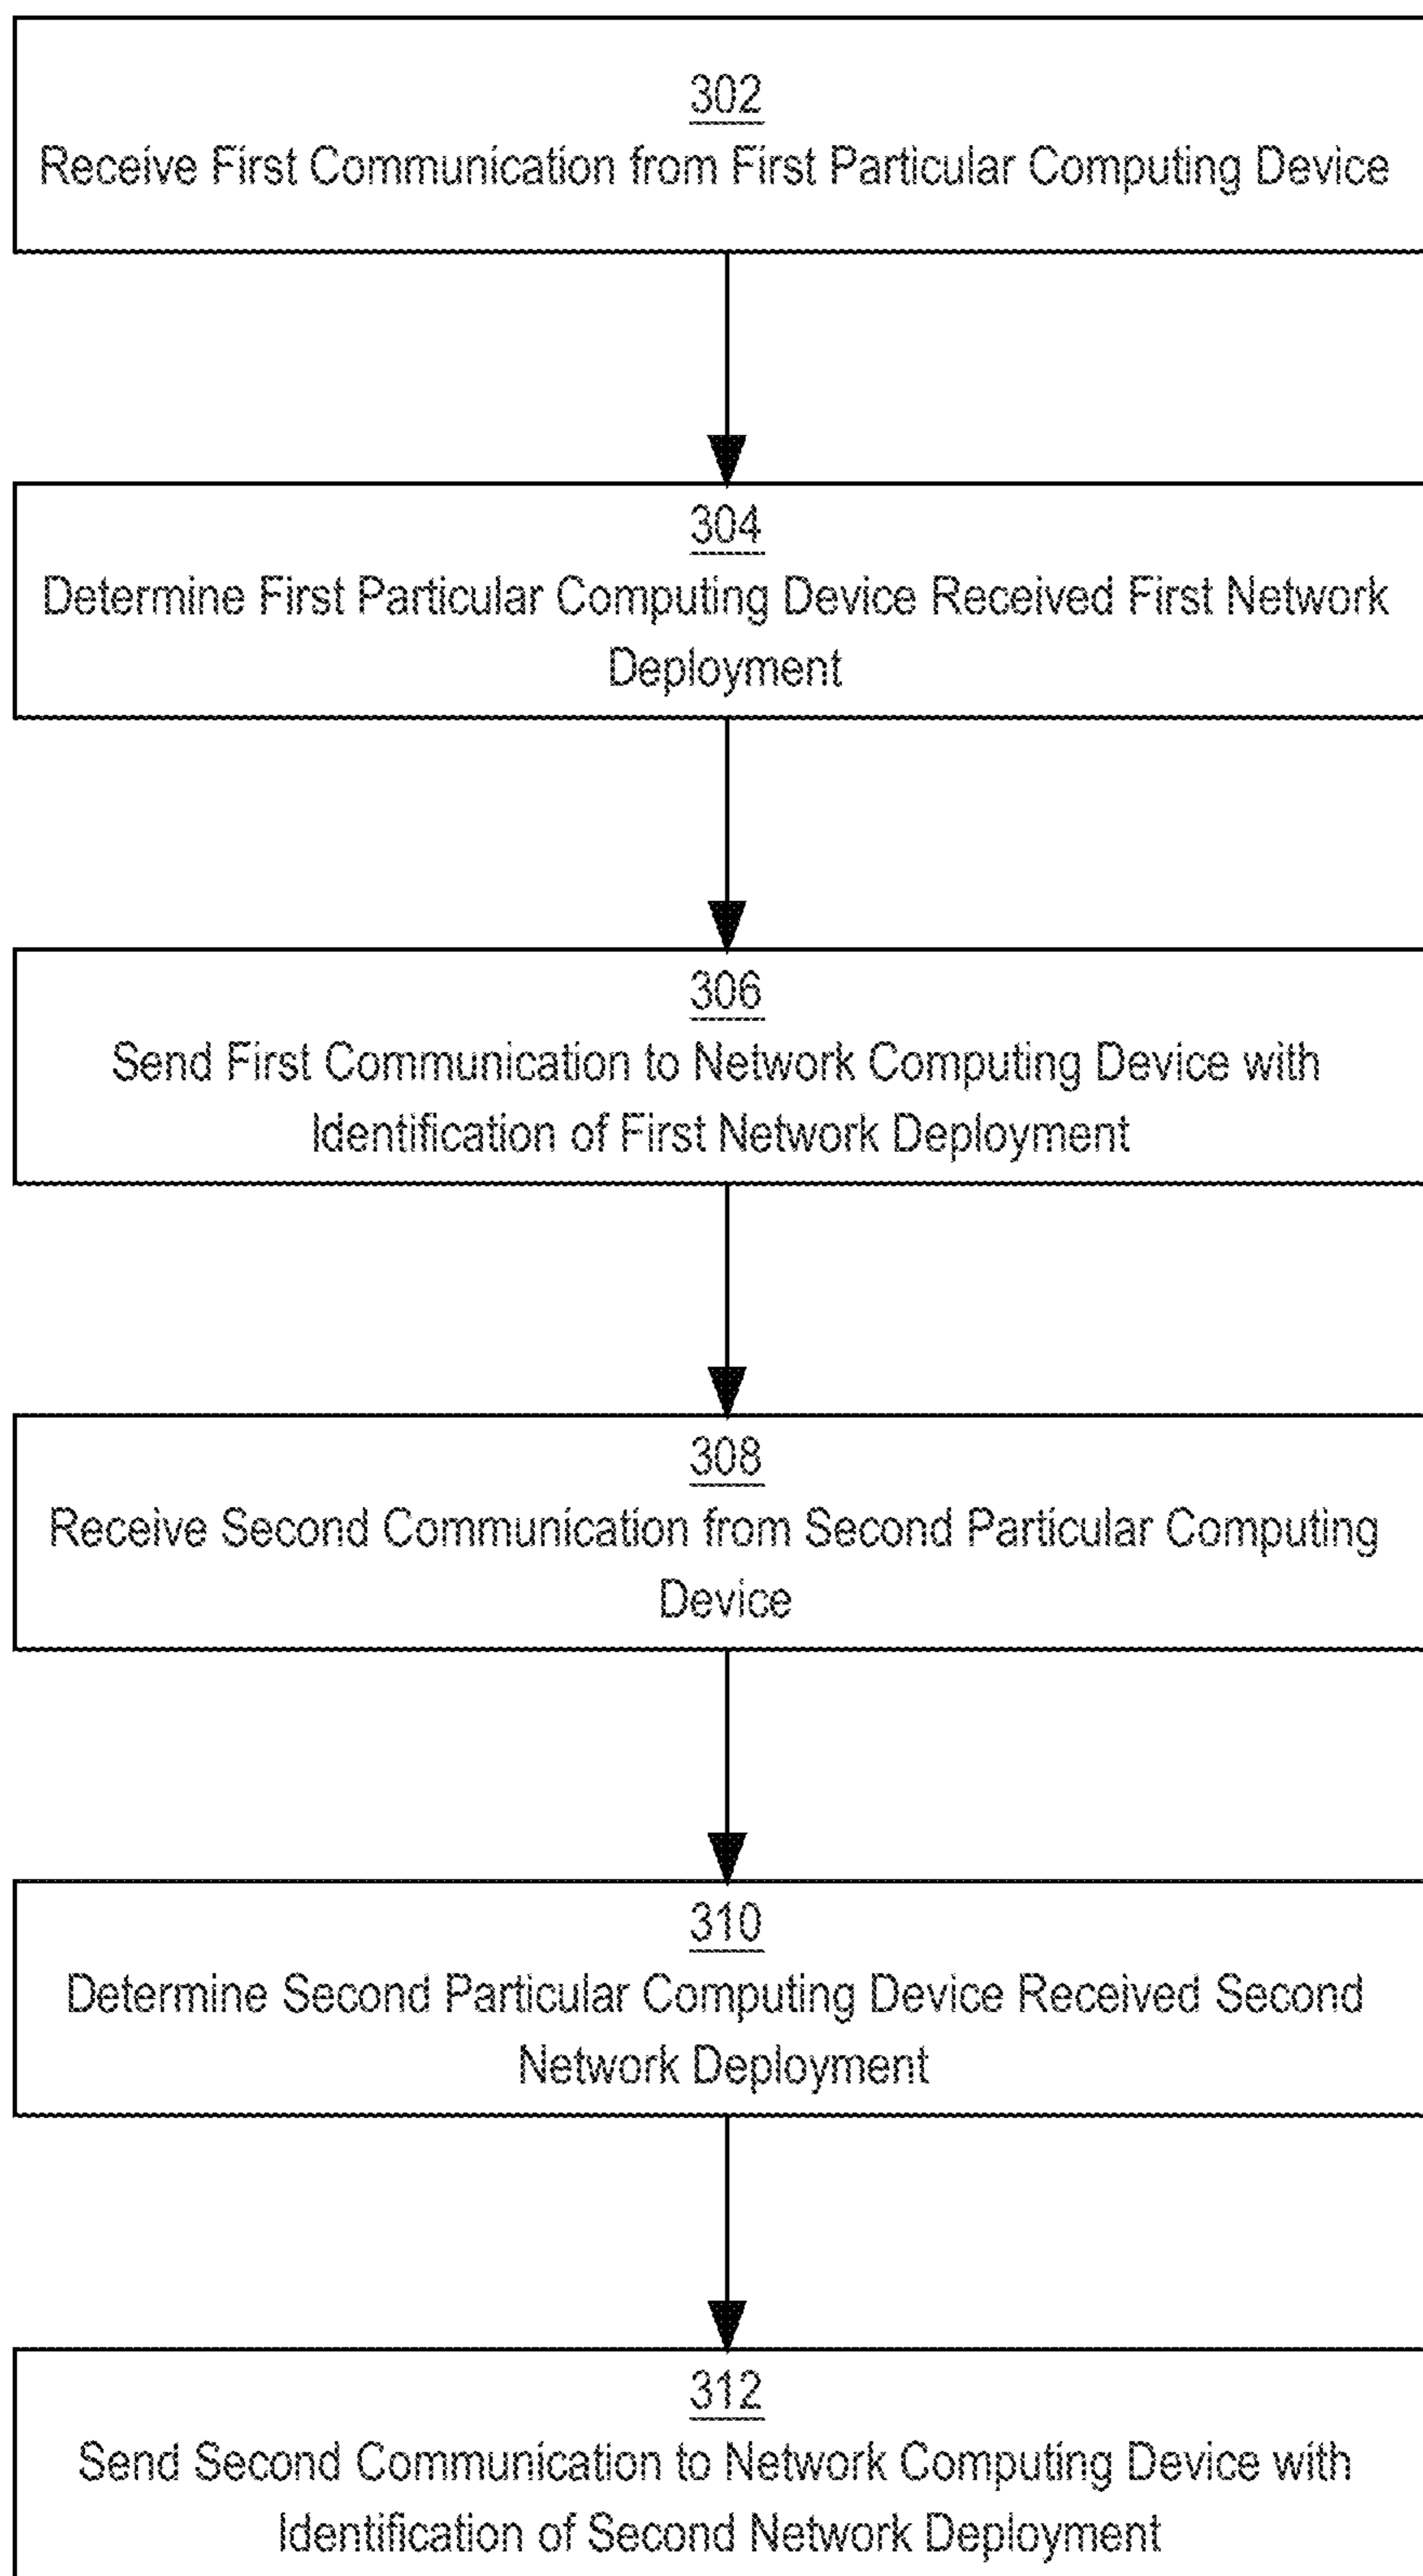 302
Receive First Communication from First Particular Computing Device
304
Determine First Particular Computing Device Received First Network
Deployment
306
Send First Communication to Network Computing Device with
Identification of First Network Deployment
308
Receive Second Communication from Second Particular Computing
Device
310
Determine Second Particular Computing Device Received Second
Network Deployment
312
Send Second Communication to Network Computing Device with
Identification of Second Network Deployment